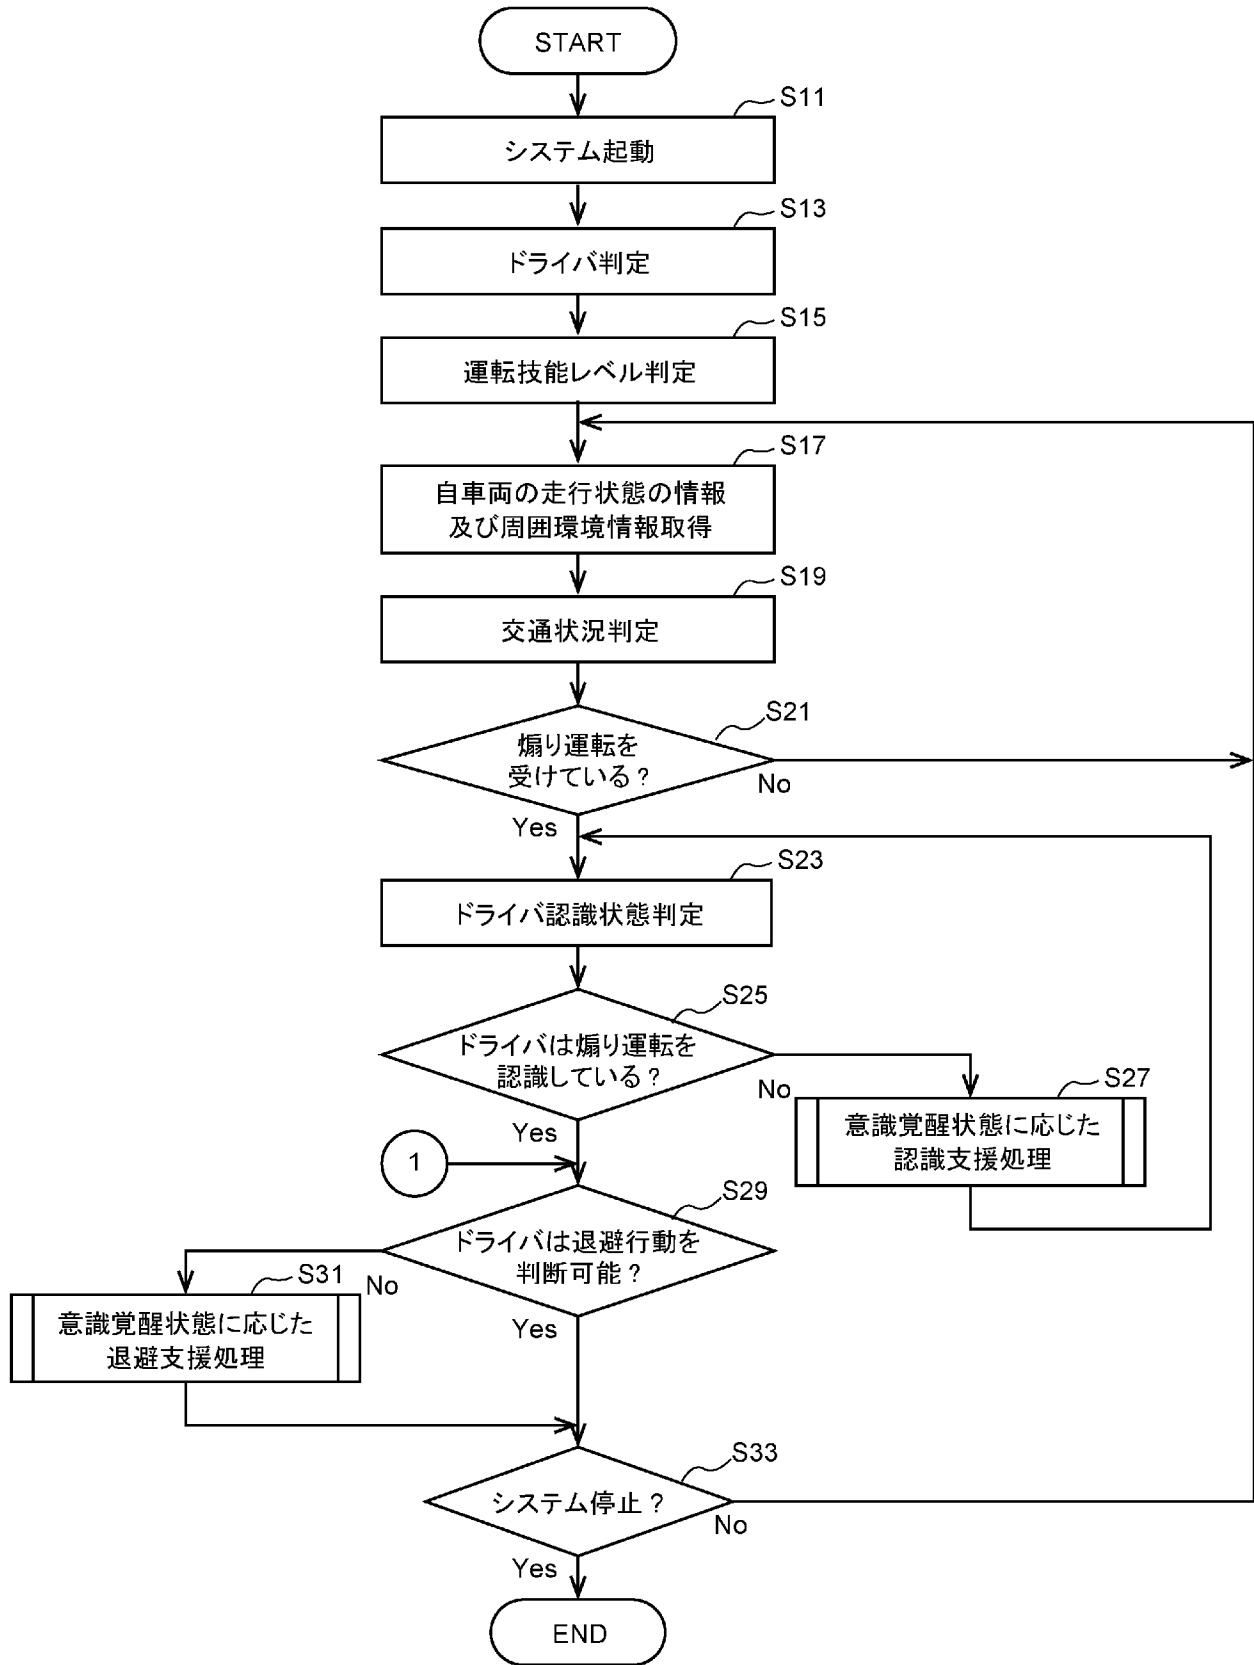 START
S11
システム起動
S13
ドライバ判定
S15
運転技能レベル判定
S17
自車両の走行状態の情報
及び周囲環境情報取得
S19
交通状況判定
S21
煽り運転を
受けている?
No
Yes
S23
ドライバ認識状態判定
S25
ドライバは煽り運転を
認識している?
No
Yes
S27
意識覚醒状態に応じた
認識支援処理
1
S29
ドライバは退避行動を
判断可能?
No
Yes
S31
意識覚醒状態に応じた
退避支援処理
S33
システム停止?
No
Yes
END